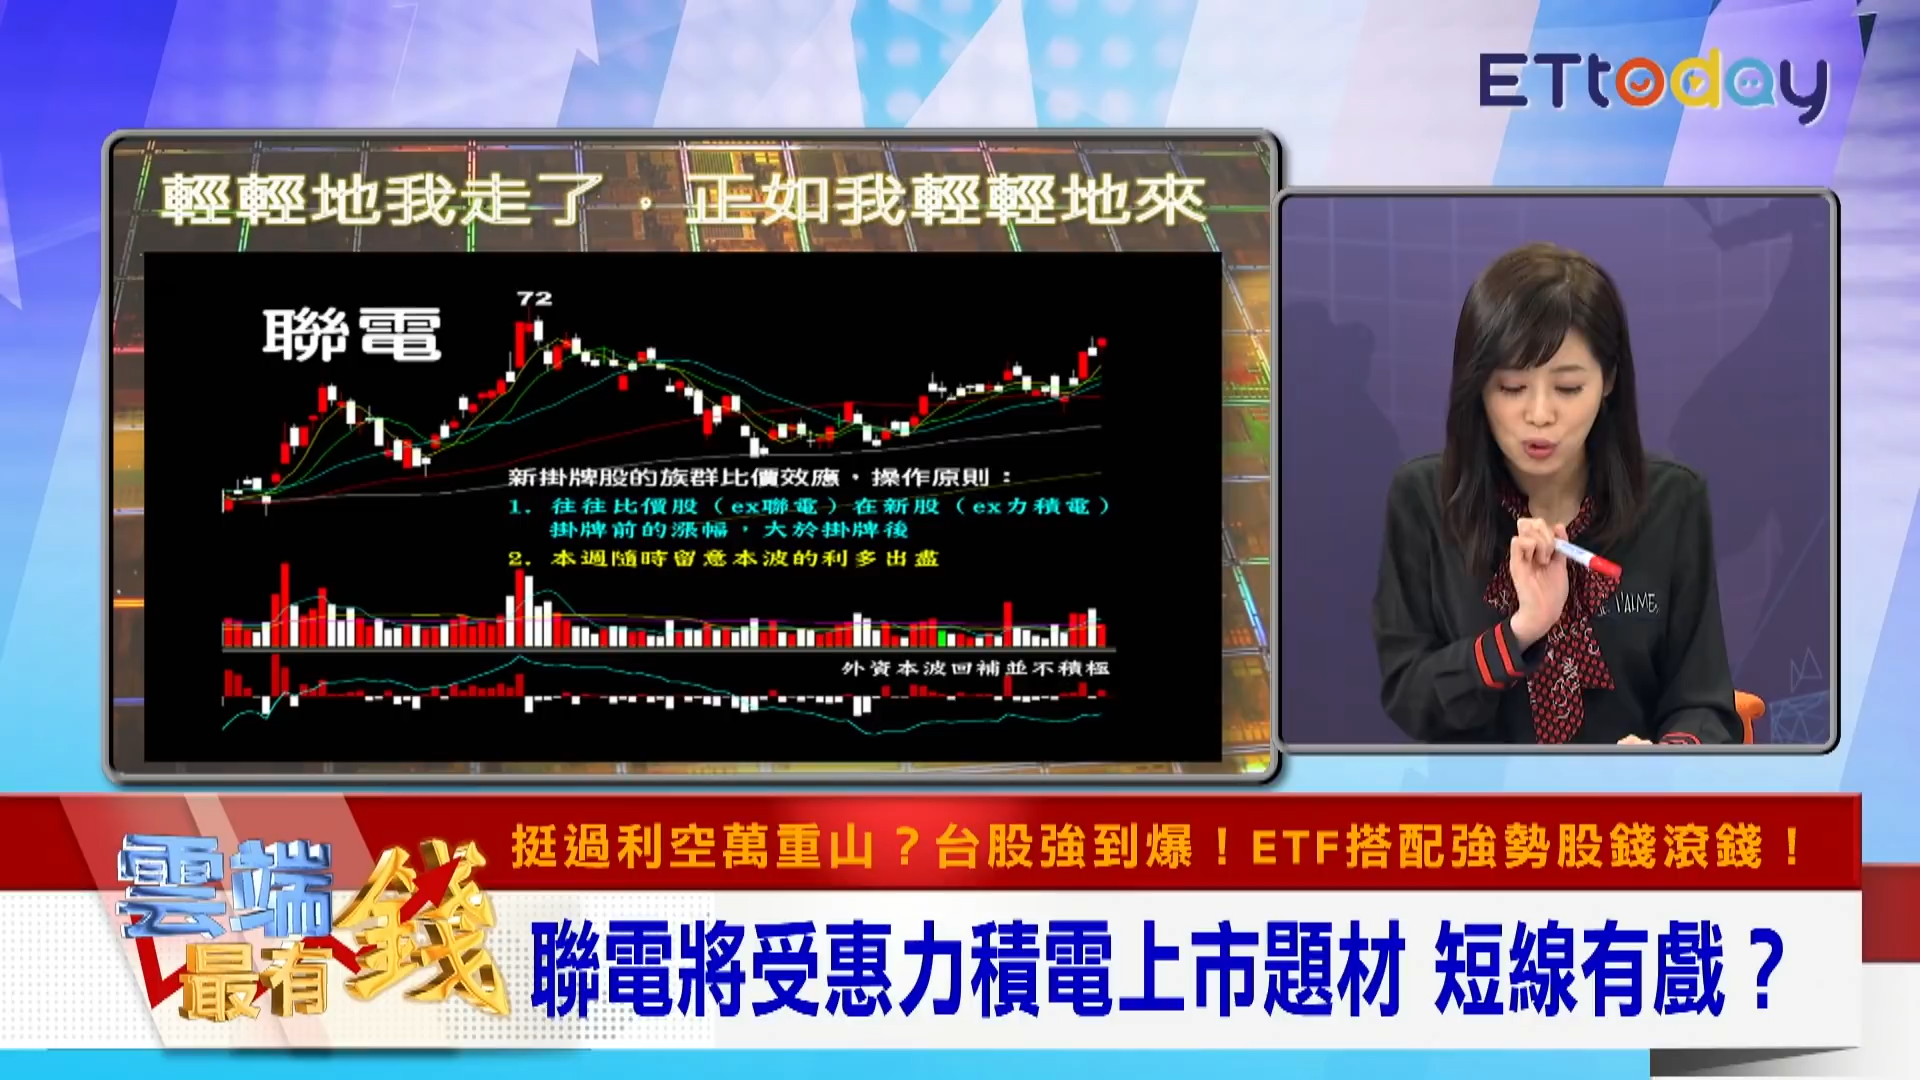 ETtoday
輕輕地我走了,正如我輕輕地來
聯電
72
新掛牌股的族群比價效應,操作原則:
1. 往往比價股(ex聯電)在新股(ex力積電)
掛牌前的漲幅,大於掛牌後
2. 本週隨時留意本波的利多出盡
外資本波回補並不積極
J'AIME,
雲端
最有
錢
挺過利空萬重山?台股強到爆!ETF搭配強勢股錢滾錢!
聯電將受惠力積電上市題材 短線有戲?